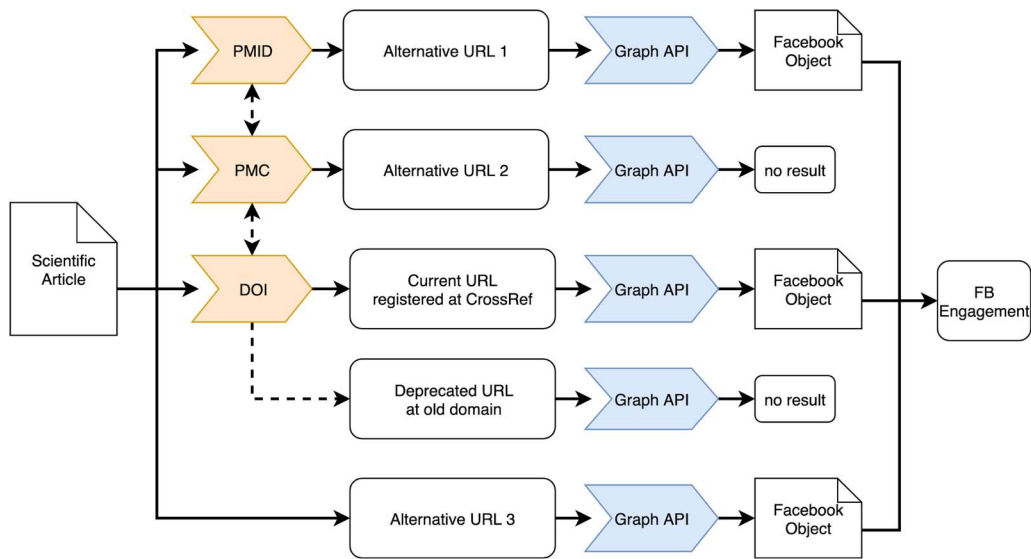 PMID
Alternative URL 1
Graph API
Facebook
Object
PMC
Alternative URL 2
Graph API
no result
Scientific
Article
DOI
Current URL
registered at CrossRef
Graph API
Facebook
Object
FB
Engagement
Deprecated URL
at old domain
Graph API
no result
Alternative URL 3
Graph API
Facebook
Object